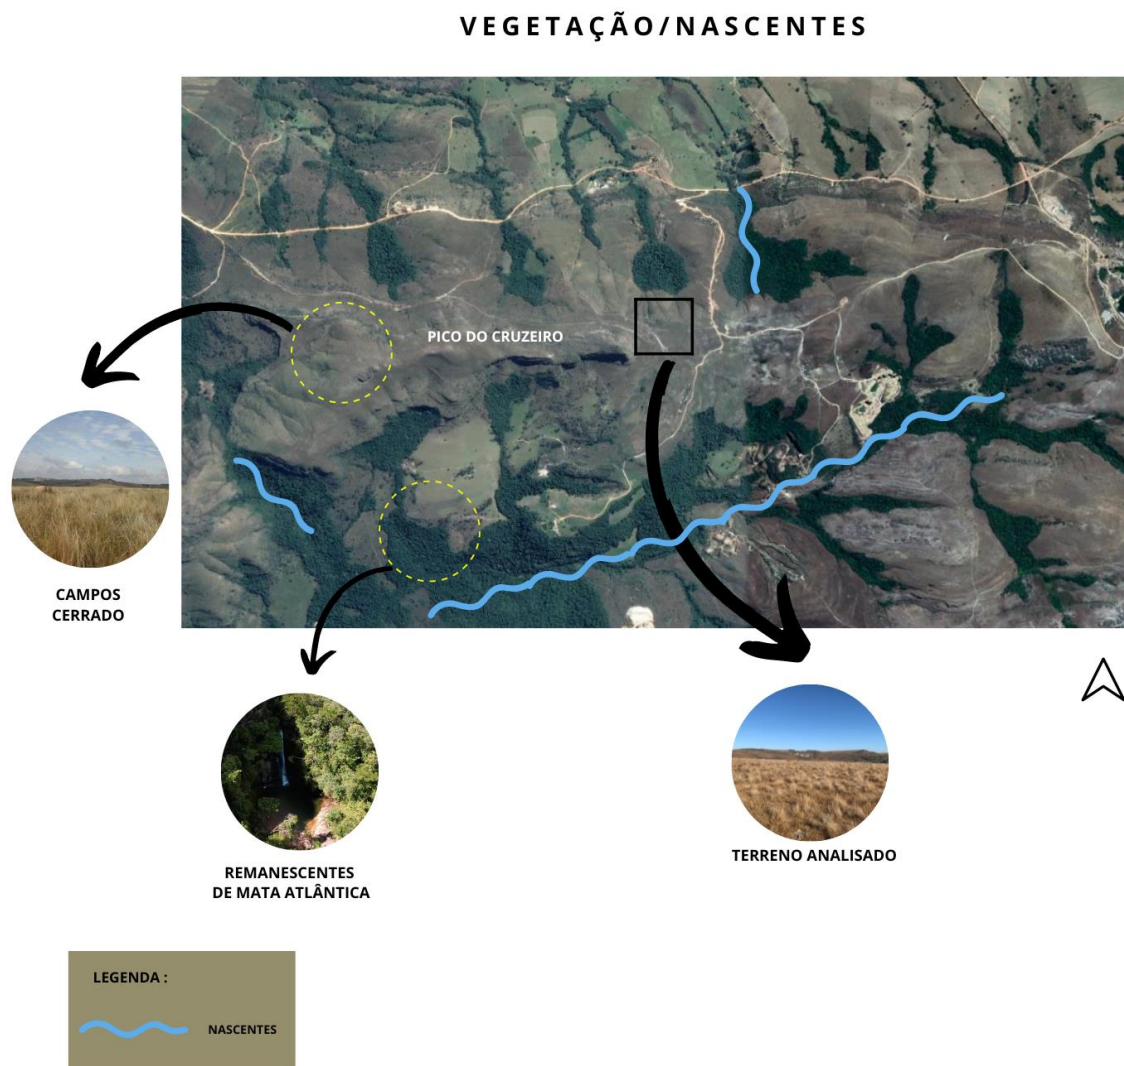 VEGETAÇÃO/NASCENTES
PICO DO CRUZEIRO
CAMPOS
CERRADO
REMANESCENTES
DE MATA ATLÂNTICA
TERRENO ANALISADO
LEGENDA :
NASCENTES